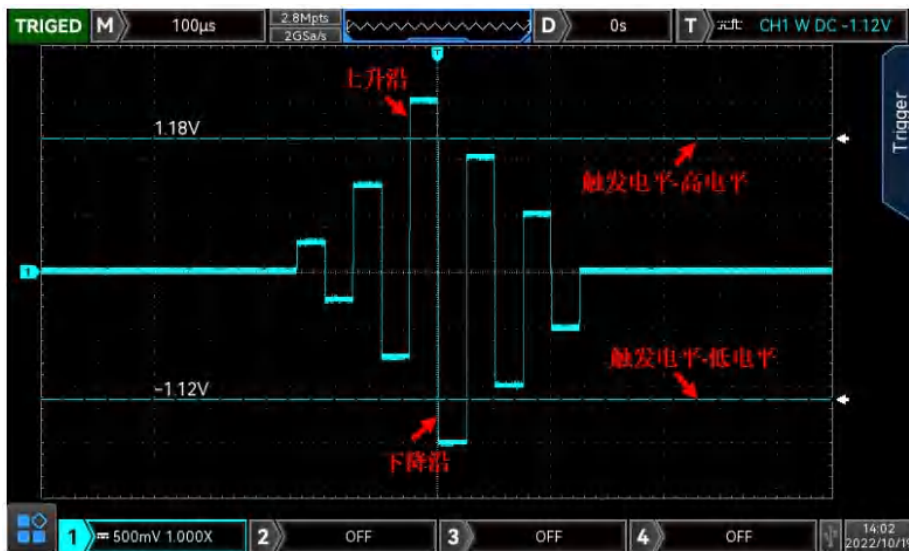 TRIGED M 100μs 2.8Mpts D 0s T CH1 W DC -1.12V
2GSa/s
T
上升沿
Trigger
1.18V
触发电平-高电平
1
触发电平-低电平
-1.12V
下降沿
1 500mV 1.000X 2 OFF 3 OFF 4 OFF 14:02
2022/10/19